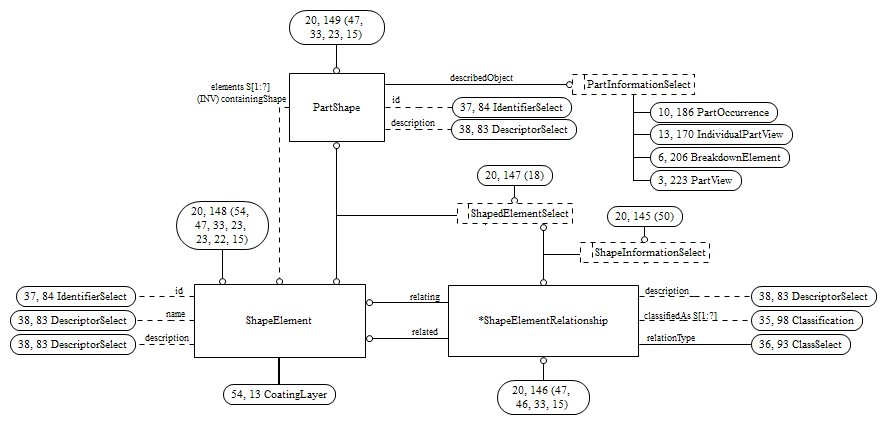 20, 149 (47,
33, 23, 15)
describedObject
PartInformationSelect
elements S[1:?]
(INV) containingShape
PartShape
id
37, 84 IdentifierSelect
description
38, 83 DescriptorSelect
10, 186 PartOccurrence
13, 170 IndividualPartView
6, 206 BreakdownElement
3, 223 PartView
20, 147 (18)
ShapedElementSelect
20, 148 (54,
47, 33, 23,
23, 22, 15)
20, 145 (50)
ShapeInformationSelect
37, 84 IdentifierSelect
id
38, 83 DescriptorSelect
name
38, 83 DescriptorSelect
description
ShapeElement
relating
related
*ShapeElementRelationship
description
38, 83 DescriptorSelect
classifiedAs S[1:?]
35, 98 Classification
relationType
36, 93 ClassSelect
54, 13 CoatingLayer
20, 146 (47,
46, 33, 15)